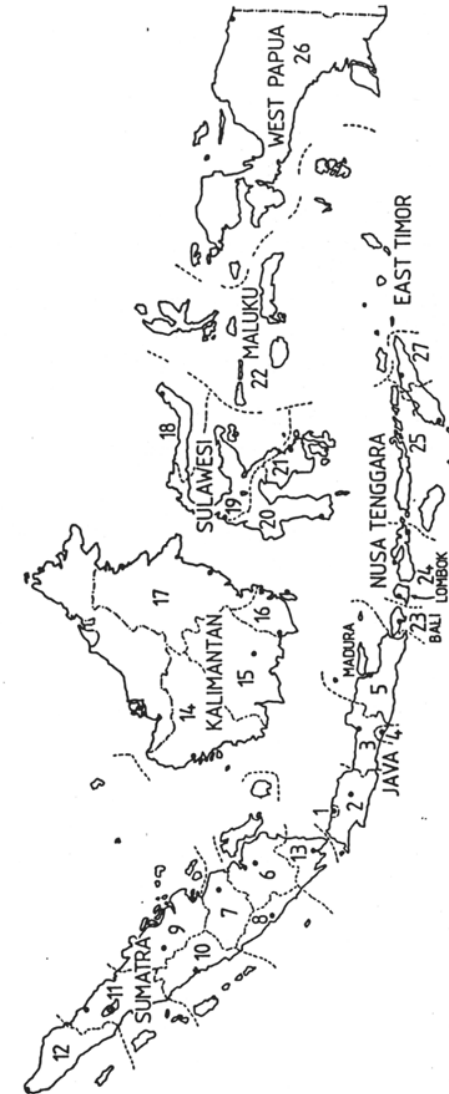 12
11
SUMATRA
9
10
7
6
8
13
14
17
KALIMANTAN
15
16
18
SULAWESI
19
20
21
MALUKU
22
WEST PAPUA
26
1
2
3
JAVA
4
5
MADURA
23
BALI
24
LOMBOK
NUSA TENGGARA
25
27
EAST TIMOR